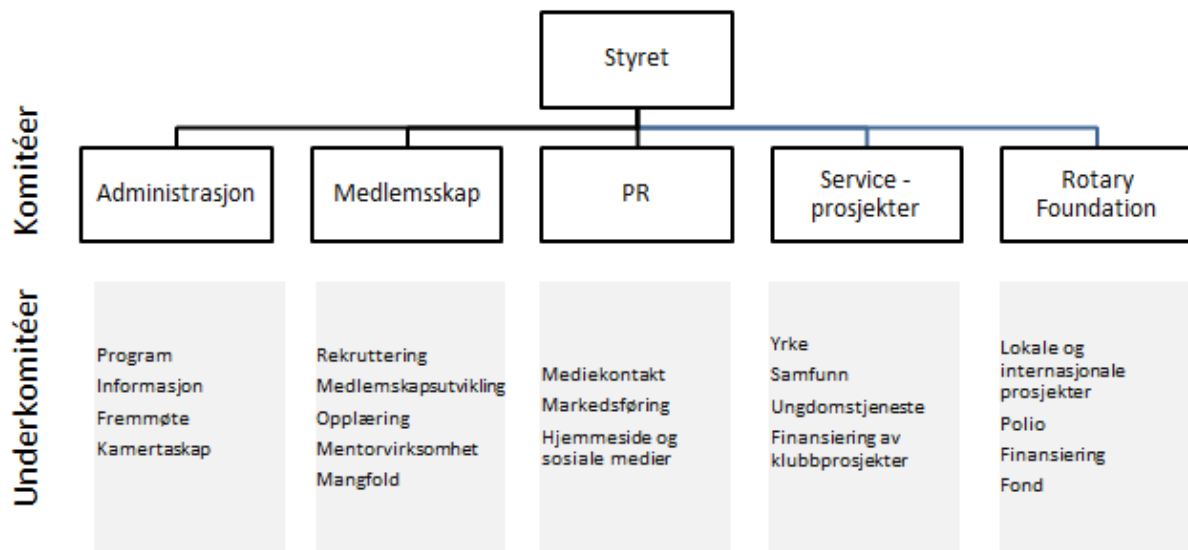 Styret
Komitéer
Administrasjon
Medlemsskap
PR
Service -
prosjekter
Rotary
Foundation
Underkomitéer
Program
Informasjon
Fremmøte
Kamertaskap
Rekruttering
Medlemskapsutvikling
Opplæring
Mentorvirksomhet
Mangfold
Mediekontakt
Markedsføring
Hjemmeside og
sosiale medier
Yrke
Samfunn
Ungdomstjeneste
Finansiering av
klubbprosjekter
Lokale og
internasjonale
prosjekter
Polio
Finansiering
Fond